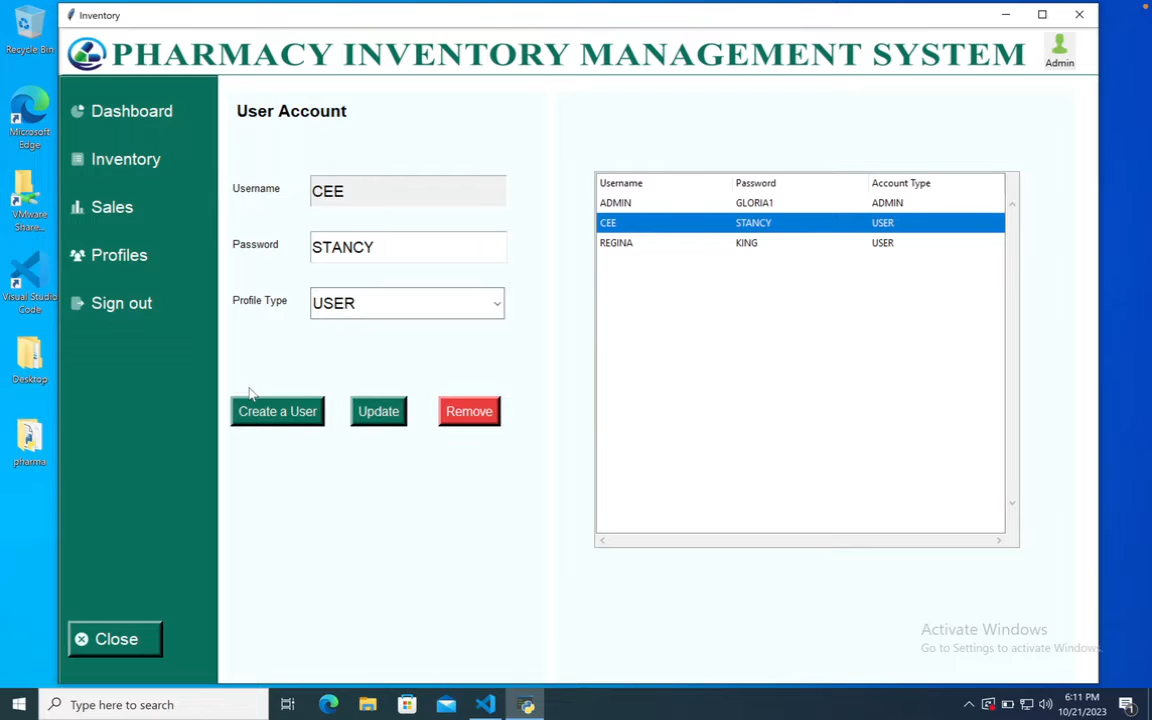 Recycle Bin
Microsoft
Edge
VMware
Share...
Visual Studio
Code
Desktop
pharma
Inventory
PHARMACY INVENTORY MANAGEMENT SYSTEM
Admin
Dashboard
Inventory
Sales
Profiles
Sign out
Close
User Account
Username
CEE
Password
STANCY
Profile Type
USER
Create a User
Update
Remove
Username Password Account Type
ADMIN GLORIA1 ADMIN
CEE STANCY USER
REGINA KING USER
Activate Windows
Go to Settings to activate Windows.
Type here to search
6:11 PM
10/21/2023
1